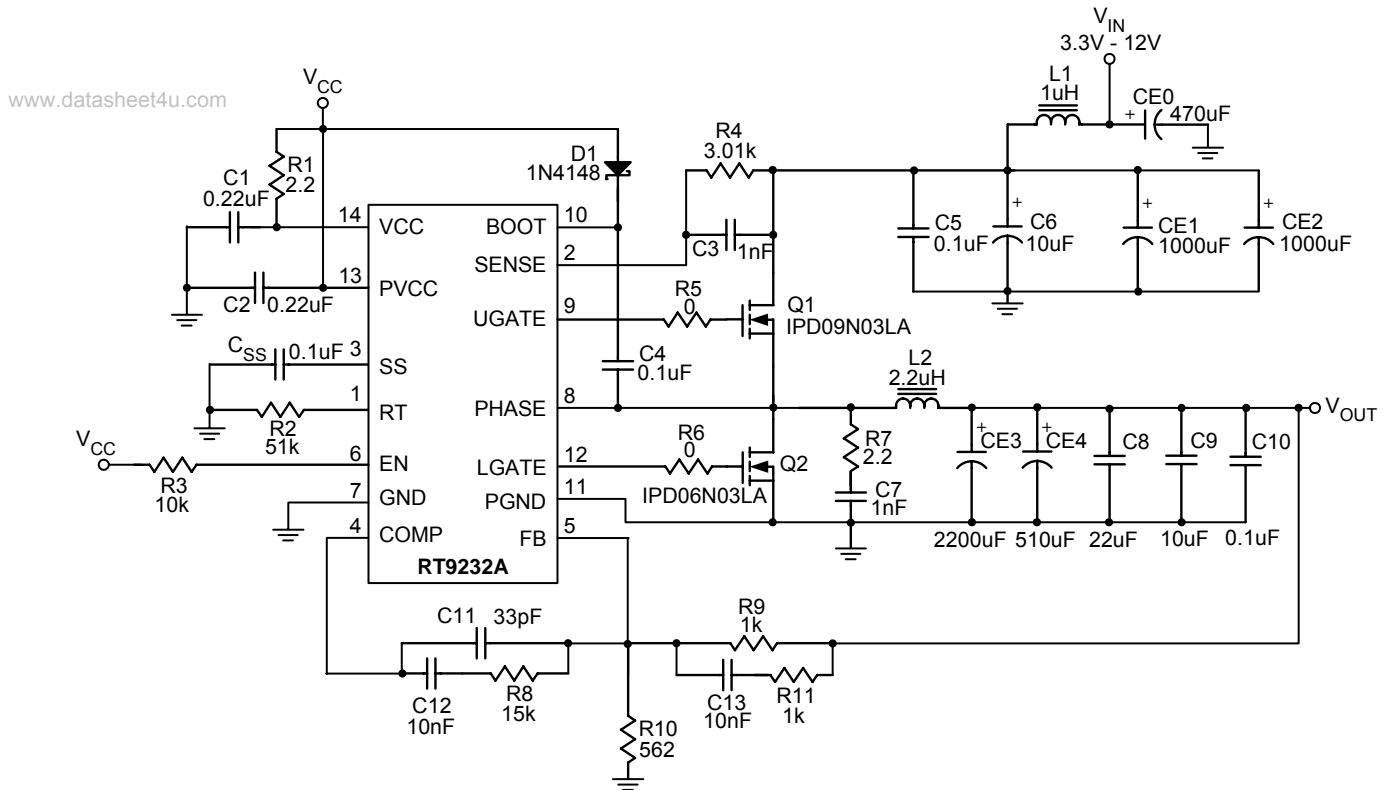 www.datasheet4u.com
VCC
VIN
3.3V - 12V
L1
1uH
CE0
+
470uF
R1
2.2
C1
0.22uF
D1
1N4148
R4
3.01k
C3
1nF
C5
0.1uF
+
C6
10uF
+
CE1
1000uF
+
CE2
1000uF
14
VCC
BOOT
10
SENSE
2
13
PVCC
C2
0.22uF
UGATE
9
R5
0
Q1
IPD09N03LA
CSS
0.1uF
3
SS
C4
0.1uF
L2
2.2uH
1
RT
PHASE
8
R2
51k
VOUT
VCC
R3
10k
6
EN
LGATE
12
R6
0
Q2
IPD06N03LA
R7
2.2
C7
1nF
+
CE3
2200uF
+
CE4
510uF
C8
22uF
C9
10uF
C10
0.1uF
7
GND
PGND
11
4
COMP
FB
5
RT9232A
C11
33pF
C12
10nF
R8
15k
R9
1k
C13
10nF
R11
1k
R10
562